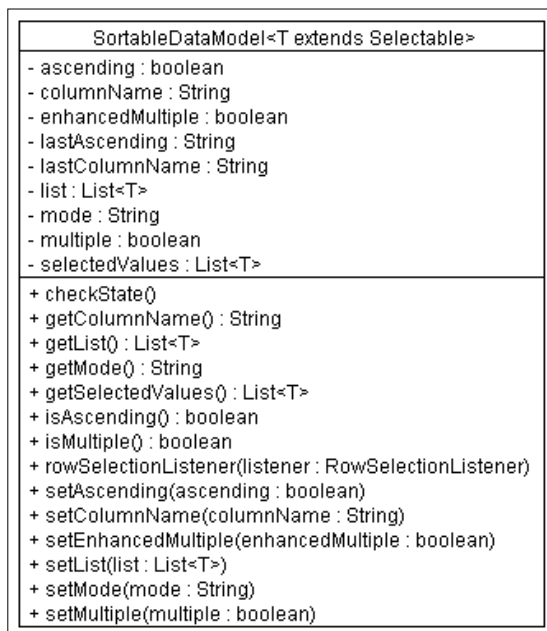 SortableDataModel<T extends Selectable>
- ascending : boolean
- columnName : String
- enhancedMultiple : boolean
- lastAscending : String
- lastColumnName : String
- list : List<T>
- mode : String
- multiple : boolean
- selectedValues : List<T>
+ checkState()
+ getColumnName() : String
+ getList() : List<T>
+ getMode() : String
+ getSelectedValues() : List<T>
+ isAscending() : boolean
+ isMultiple() : boolean
+ rowSelectionListener(listener : RowSelectionListener)
+ setAscending(ascending : boolean)
+ setColumnName(columnName : String)
+ setEnhancedMultiple(enhancedMultiple : boolean)
+ setList(list : List<T>)
+ setMode(mode : String)
+ setMultiple(multiple : boolean)